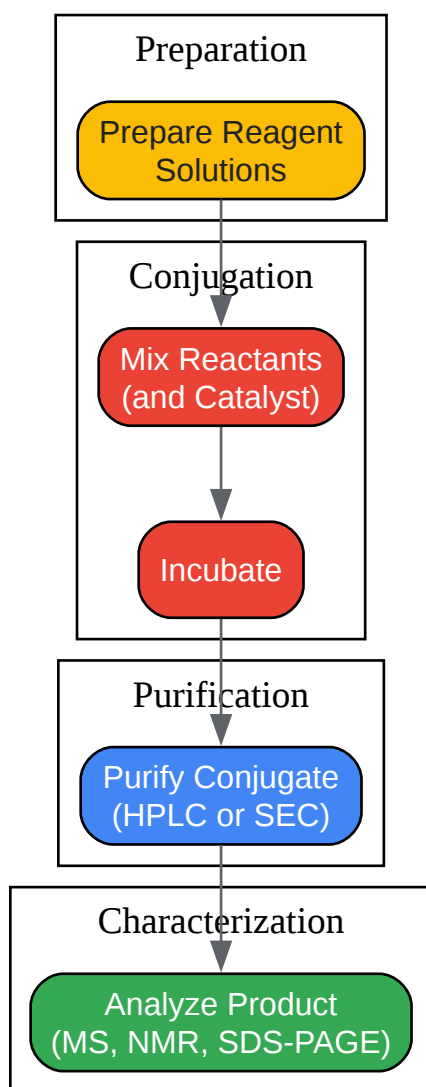 Preparation
Prepare Reagent
Solutions
Conjugation
Mix Reactants
(and Catalyst)
Incubate
Purification
Purify Conjugate
(HPLC or SEC)
Characterization
Analyze Product
(MS, NMR, SDS-PAGE)